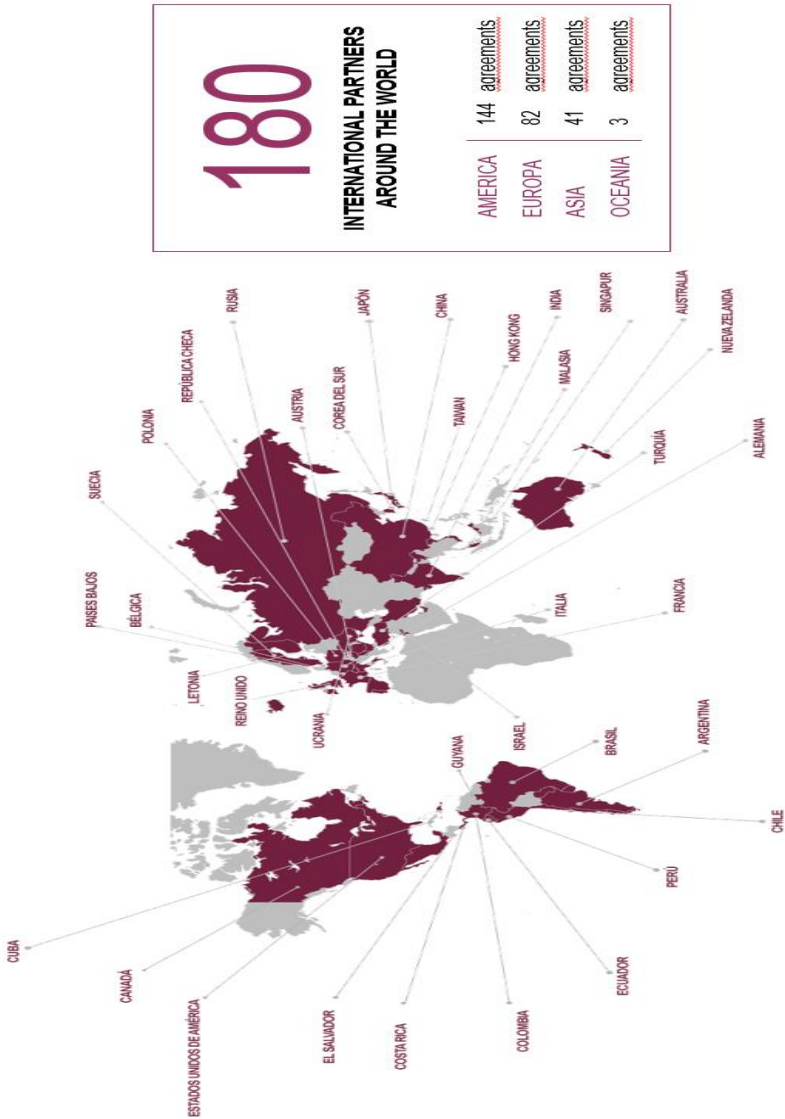 CUBA
CANADÁ
ESTADOS UNIDOS DE AMÉRICA
EL SALVADOR
COSTA RICA
COLOMBIA
ECUADOR
PERÚ
CHILE
ARGENTINA
BRASIL
ISRAEL
GUYANA
UCRANIA
REINO UNIDO
LETONIA
BÉLGICA
PAISES BAJOS
SUECIA
POLONIA
REPÚBLICA CHECA
RUSIA
AUSTRIA
COREA DEL SUR
JAPÓN
CHINA
TAIWAN
HONG KONG
INDIA
MALASIA
SINGAPUR
AUSTRALIA
NUEVA ZELANDA
TURQUÍA
ALEMANIA
ITALIA
FRANCIA
180
INTERNATIONAL PARTNERS
AROUND THE WORLD
AMERICA 144 agreements
EUROPA 82 agreements
ASIA 41 agreements
OCEANIA 3 agreements